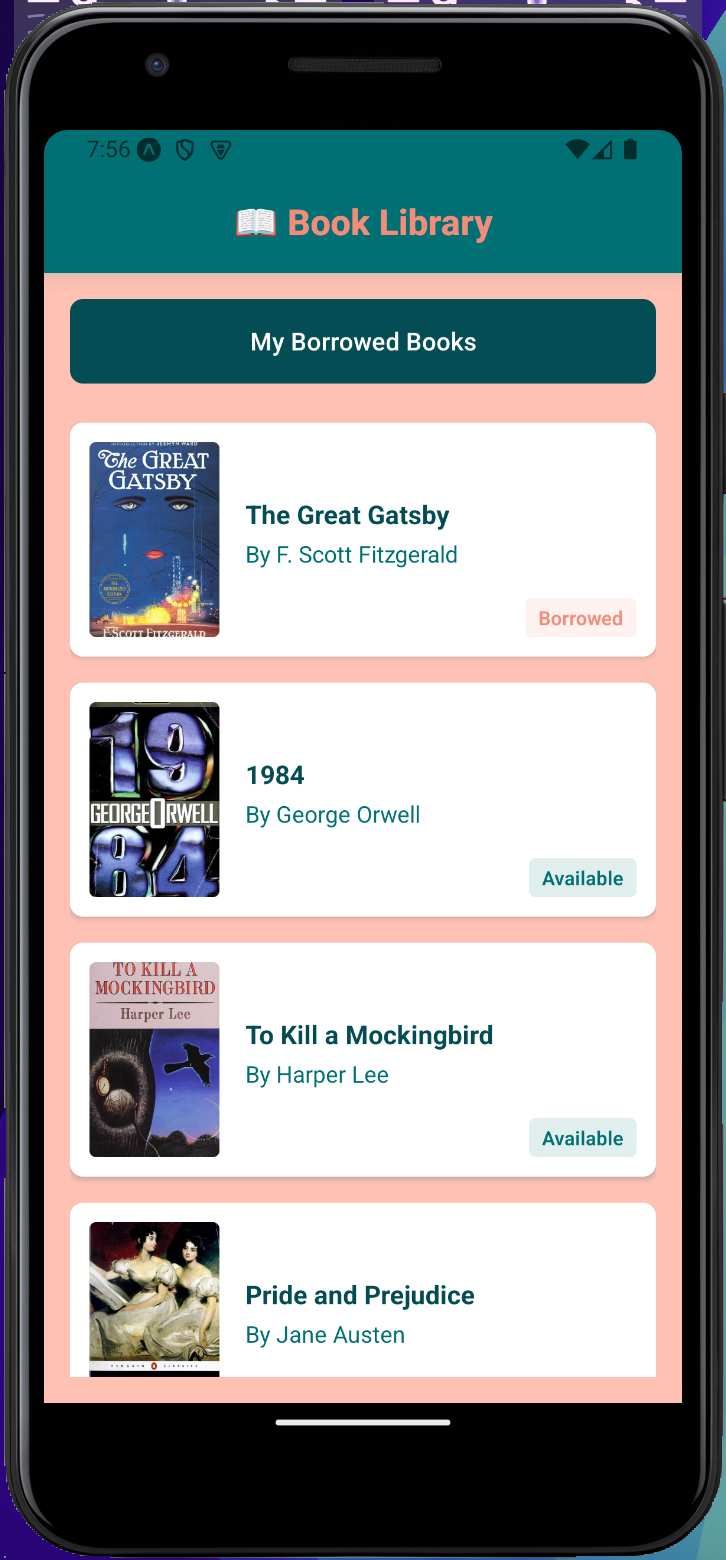 7:56
📖 Book Library
My Borrowed Books
INTRODUCTION BY JESMYN WARD
The GREAT
GATSBY
F. SCOTT FITZGERALD
The Great Gatsby
By F. Scott Fitzgerald
Borrowed
19
GEORGE ORWELL
84
1984
By George Orwell
Available
TO KILL A
MOCKINGBIRD
Harper Lee
To Kill a Mockingbird
By Harper Lee
Available
PENGUIN CLASSICS
Pride and Prejudice
By Jane Austen